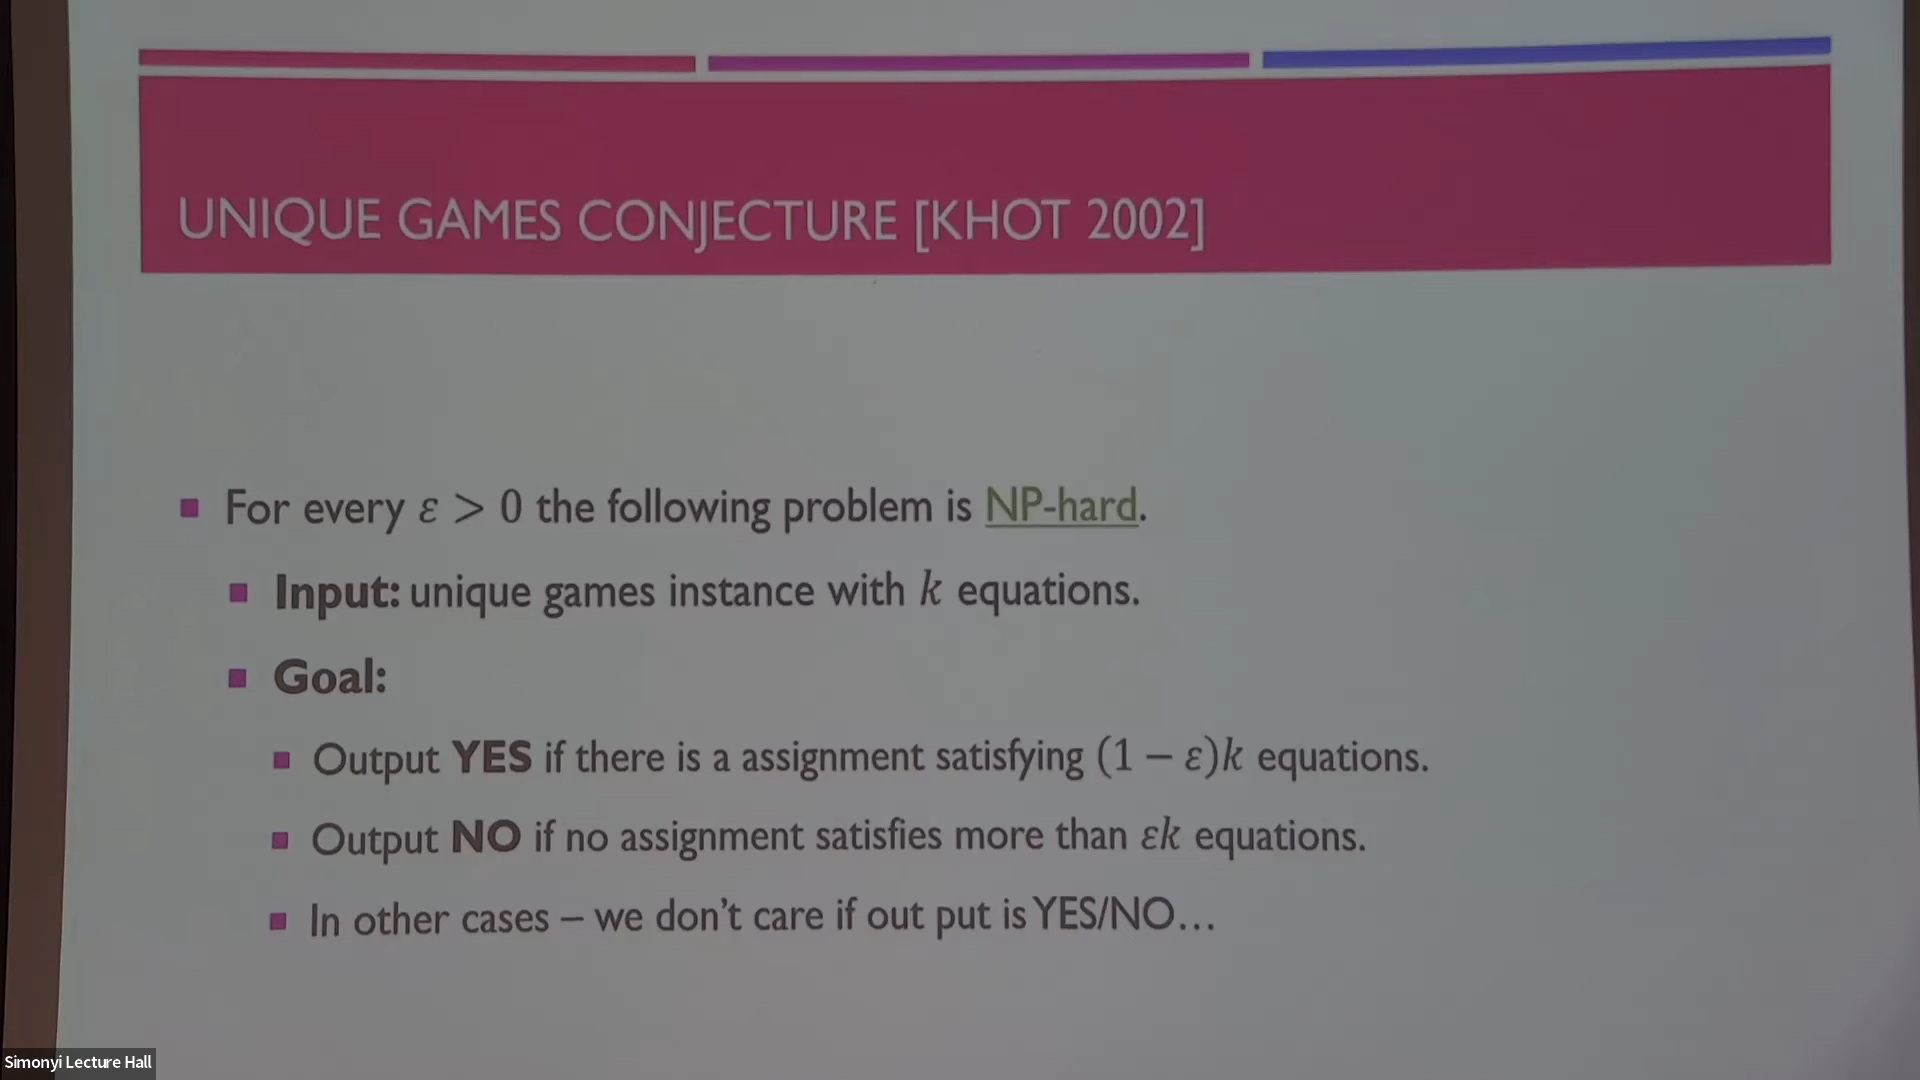 UNIQUE GAMES CONJECTURE [KHOT 2002]
For every ε > 0 the following problem is NP-hard.
Input: unique games instance with k equations.
Goal:
Output YES if there is a assignment satisfying (1 − ε)k equations.
Output NO if no assignment satisfies more than εk equations.
In other cases – we don't care if out put is YES/NO...
Simonyi Lecture Hall